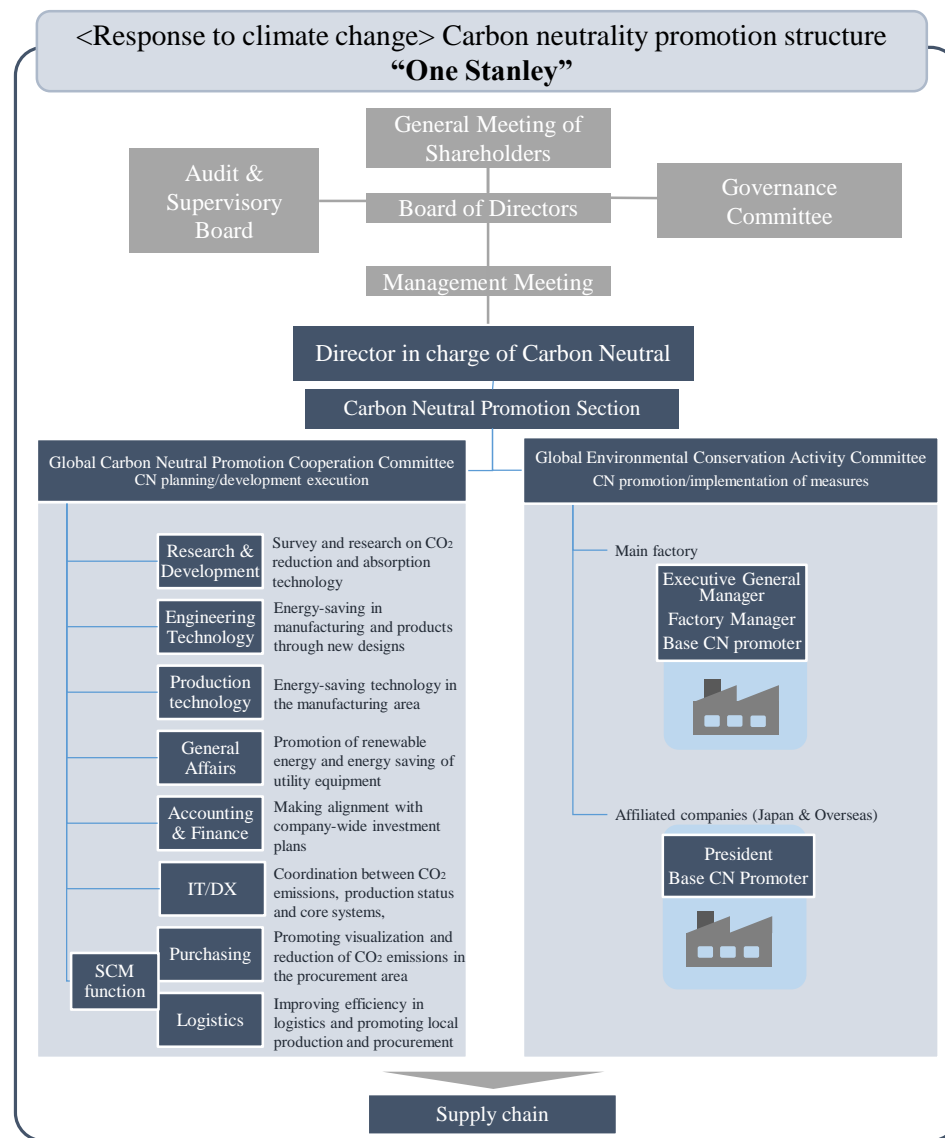 <Response to climate change> Carbon neutrality promotion structure
“One Stanley”
General Meeting of
Shareholders
Audit &
Supervisory
Board
Board of Directors
Governance
Committee
Management Meeting
Director in charge of Carbon Neutral
Carbon Neutral Promotion Section
Global Carbon Neutral Promotion Cooperation Committee
CN planning/development execution
Research &
Development
Survey and research on CO₂
reduction and absorption
technology
Engineering
Technology
Energy-saving in
manufacturing and products
through new designs
Production
technology
Energy-saving technology in
the manufacturing area
General
Affairs
Promotion of renewable
energy and energy saving of
utility equipment
Accounting
& Finance
Making alignment with
company-wide investment
plans
IT/DX
Coordination between CO₂
emissions, production status
and core systems,
SCM
function
Purchasing
Promoting visualization and
reduction of CO₂ emissions in
the procurement area
Logistics
Improving efficiency in
logistics and promoting local
production and procurement
Global Environmental Conservation Activity Committee
CN promotion/implementation of measures
Main factory
Executive General
Manager
Factory Manager
Base CN promoter
Affiliated companies (Japan & Overseas)
President
Base CN Promoter
Supply chain